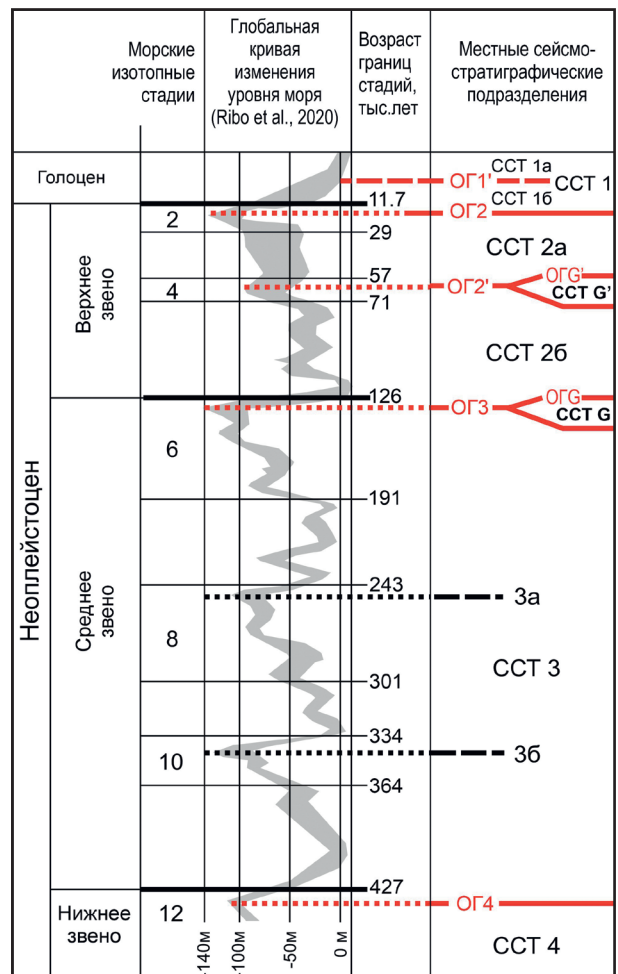 Морские
изотопные
стадии
Глобальная
кривая
изменения
уровня моря
(Ribo et al., 2020)
Возраст
границ
стадий,
тыс.лет
Местные сейсмо-
стратиграфические
подразделения
Голоцен
ОГ1'
ССТ 1а
ССТ 1
ССТ 1б
11.7
2
ОГ2
29
ССТ 2а
Верхнее
звено
57
ОГG'
4
ОГ2'
ССТ G’
71
ССТ 2б
126
ОГG
ОГ3
ССТ G
6
Неоплейстоцен
191
Среднее
звено
243
3а
8
ССТ 3
301
334
3б
10
364
427
Нижнее
звено
12
ОГ4
ССТ 4
-140м
-100м
-50м
0 м